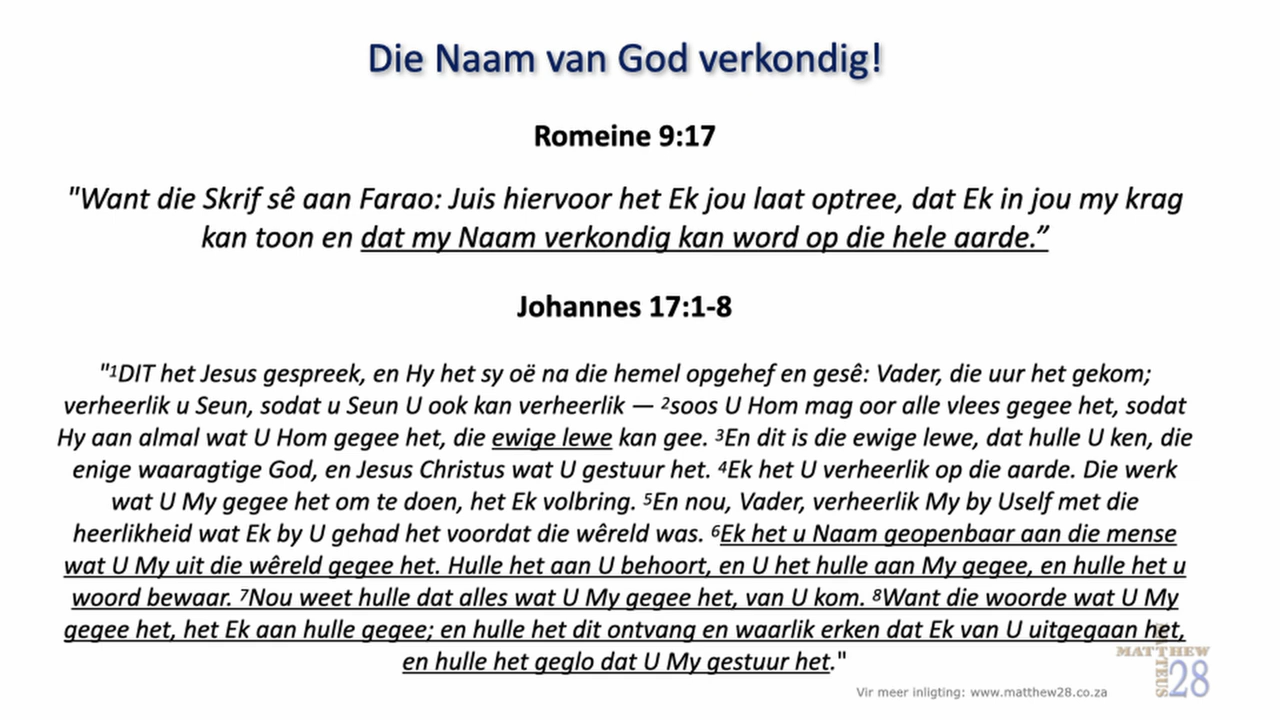 Die Naam van God verkondig!
Romeine 9:17
"Want die Skrif sê aan Farao: Juis hiervoor het Ek jou laat optree, dat Ek in jou my krag
kan toon en dat my Naam verkondig kan word op die hele aarde.”
Johannes 17:1-8
"¹DIT het Jesus gespreek, en Hy het sy oë na die hemel opgehef en gesê: Vader, die uur het gekom;
verheerlik u Seun, sodat u Seun U ook kan verheerlik — ²soos U Hom mag oor alle vlees gegee het, sodat
Hy aan almal wat U Hom gegee het, die ewige lewe kan gee. ³En dit is die ewige lewe, dat hulle U ken, die
enige waaragtige God, en Jesus Christus wat U gestuur het. ⁴Ek het U verheerlik op die aarde. Die werk
wat U My gegee het om te doen, het Ek volbring. ⁵En nou, Vader, verheerlik My by Uself met die
heerlikheid wat Ek by U gehad het voordat die wêreld was. ⁶Ek het u Naam geopenbaar aan die mense
wat U My uit die wêreld gegee het. Hulle het aan U behoort, en U het hulle aan My gegee, en hulle het u
woord bewaar. ⁷Nou weet hulle dat alles wat U My gegee het, van U kom. ⁸Want die woorde wat U My
gegee het, het Ek aan hulle gegee; en hulle het dit ontvang en waarlik erken dat Ek van U uitgegaan het,
en hulle het geglo dat U My gestuur het."
Vir meer inligting: www.matthew28.co.za
MATTHEW
MATTEUS
28